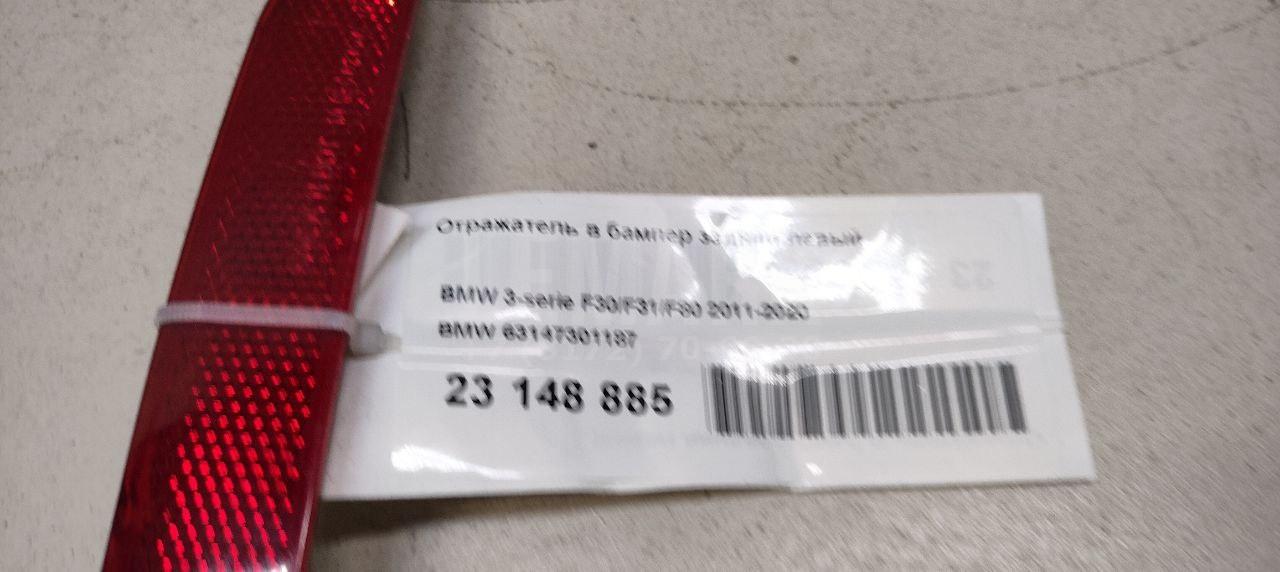 Отражатель в бампер задний левый
BMW 3-serie F30/F31/F80 2011-2020
BMW 63147301187
23 148 885